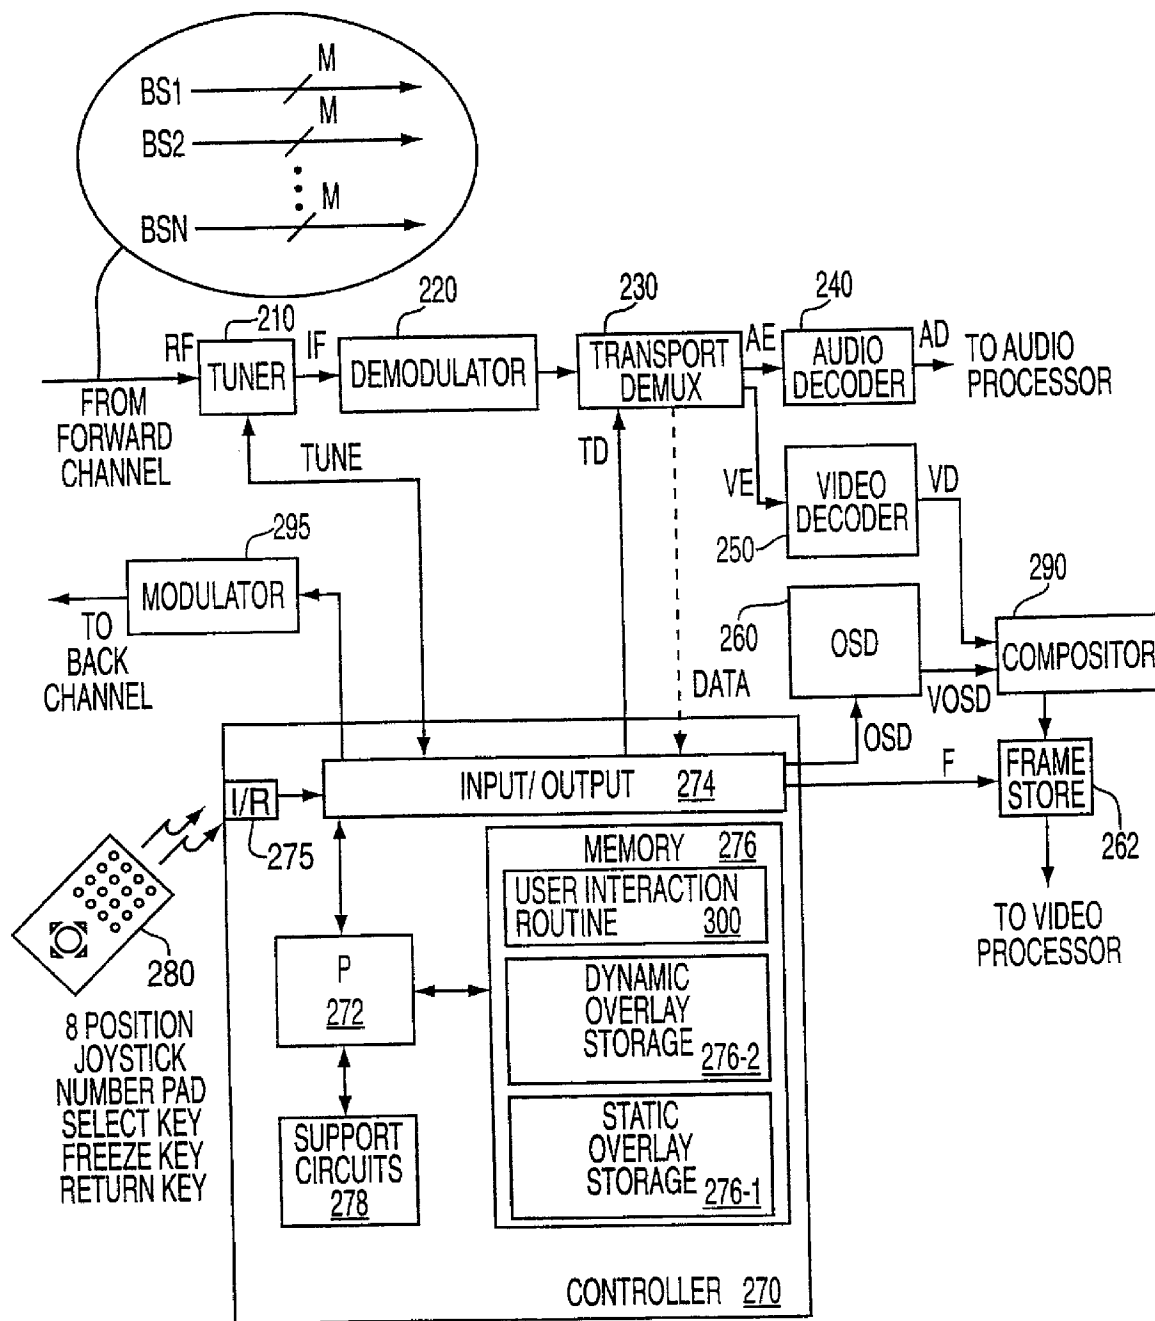 BS1
M
BS2
M
BSN
M
210
220
230
240
RF
TUNER
IF
DEMODULATOR
TRANSPORT
DEMUX
AE
AUDIO
DECODER
AD
TO AUDIO
PROCESSOR
FROM
FORWARD
CHANNEL
TUNE
TD
VE
VIDEO
DECODER
250
VD
295
MODULATOR
TO
BACK
CHANNEL
DATA
260
OSD
290
COMPOSITOR
VOSD
OSD
F
FRAME
STORE
262
TO VIDEO
PROCESSOR
I/R
275
INPUT/OUTPUT 274
MEMORY 276
USER INTERACTION
ROUTINE 300
DYNAMIC
OVERLAY
STORAGE
276-2
STATIC
OVERLAY
STORAGE
276-1
P
272
SUPPORT
CIRCUITS
278
280
8 POSITION
JOYSTICK
NUMBER PAD
SELECT KEY
FREEZE KEY
RETURN KEY
CONTROLLER 270